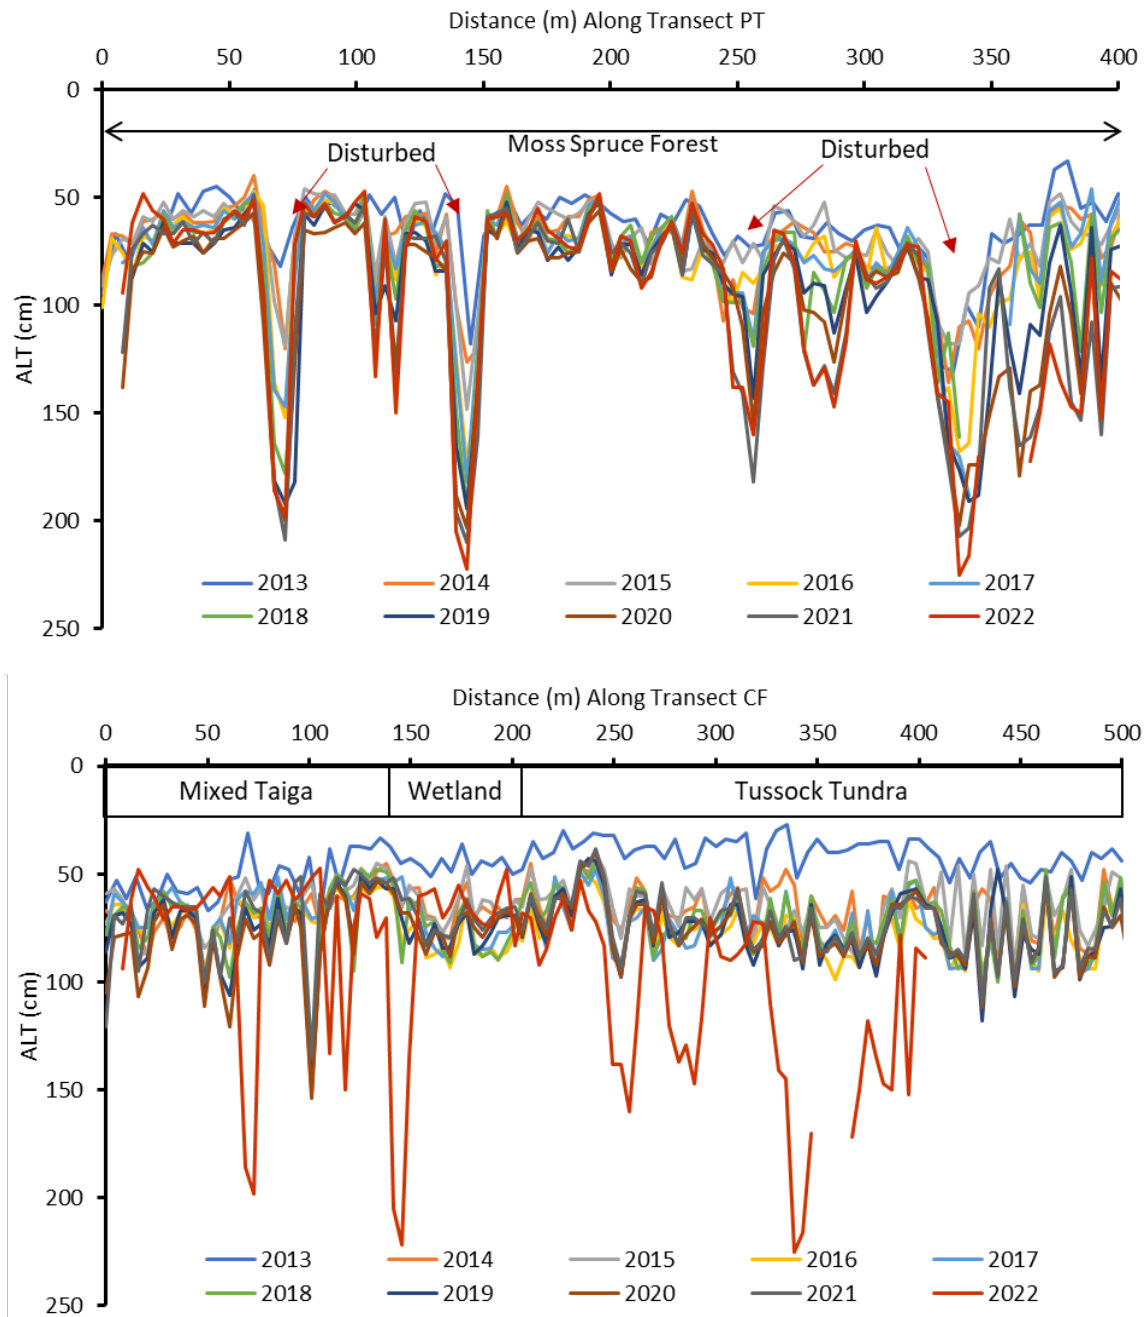 Distance (m) Along Transect PT
0 50 100 150 200 250 300 350 400
0
Moss Spruce Forest
Disturbed Disturbed
50
100
ALT (cm)
150
200
2013 2014 2015 2016 2017
2018 2019 2020 2021 2022
250
Distance (m) Along Transect CF
0 50 100 150 200 250 300 350 400 450 500
0
Mixed Taiga Wetland Tussock Tundra
50
100
ALT (cm)
150
200
2013 2014 2015 2016 2017
2018 2019 2020 2021 2022
250